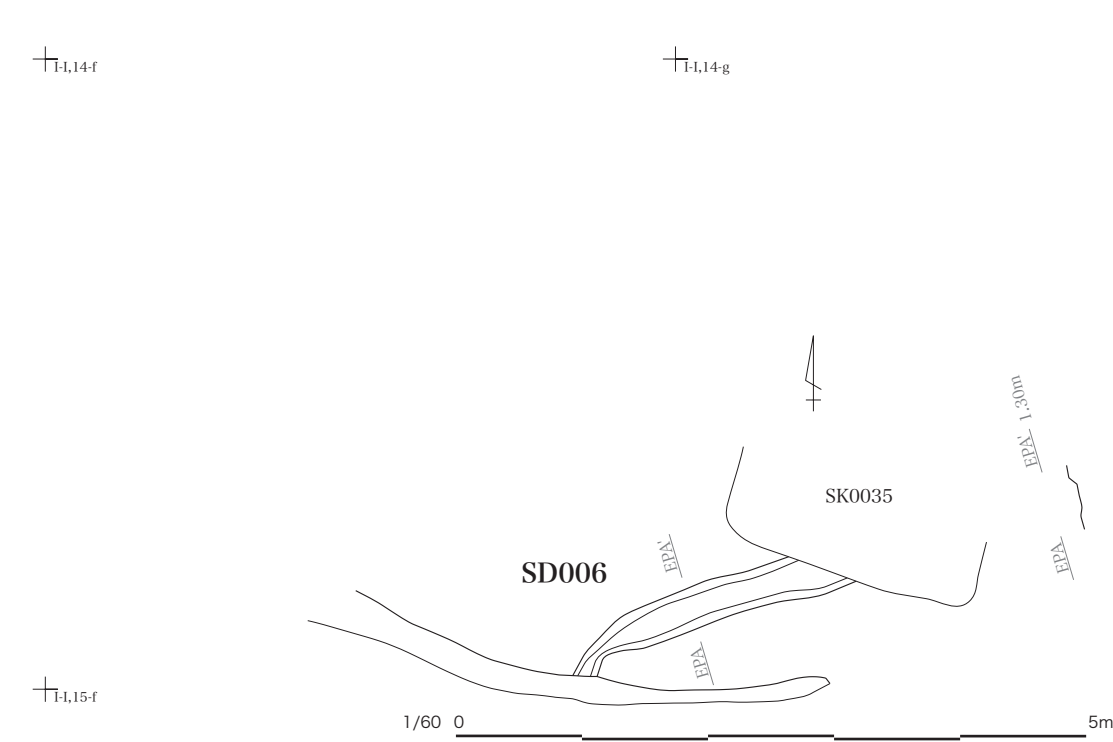 I-I,14-f
I-I,14-g
EPA' 1.30m
SK0035
EPA'
EPA
SD006
EPA
I-I,15-f
1/60 0 5m